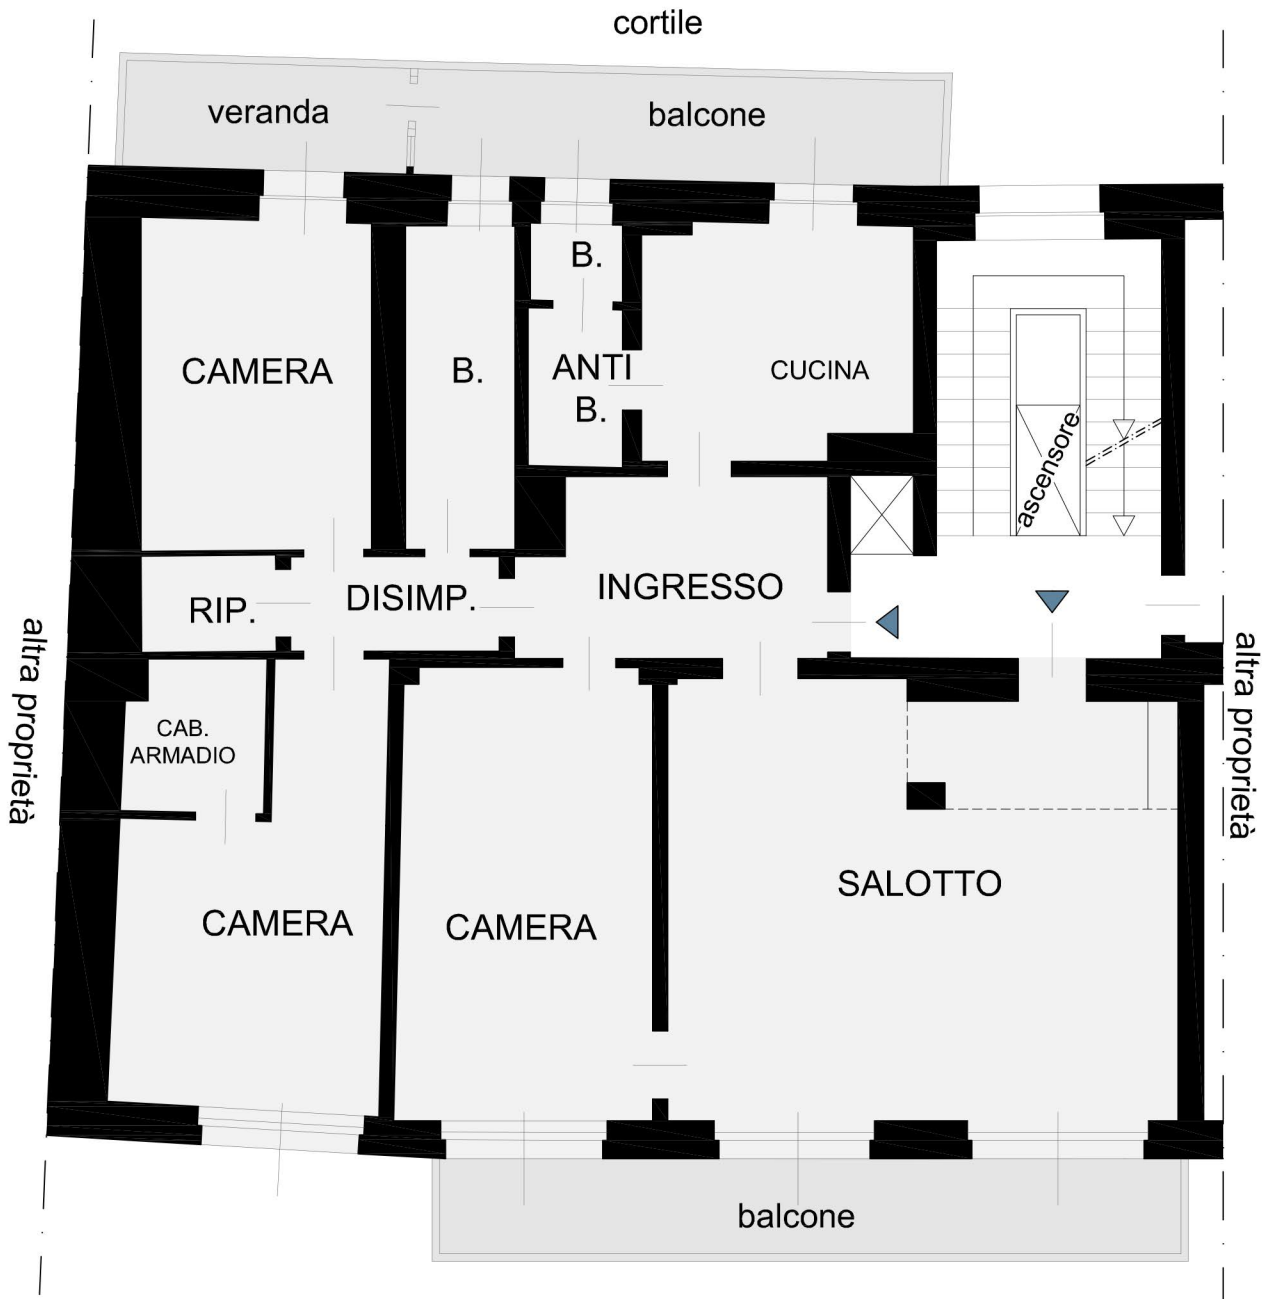 cortile
veranda
balcone
B.
CAMERA
B.
ANTI
B.
CUCINA
ascensore
RIP.
DISIMP.
INGRESSO
altra proprietà
altra proprietà
CAB.
ARMADIO
SALOTTO
CAMERA
CAMERA
balcone